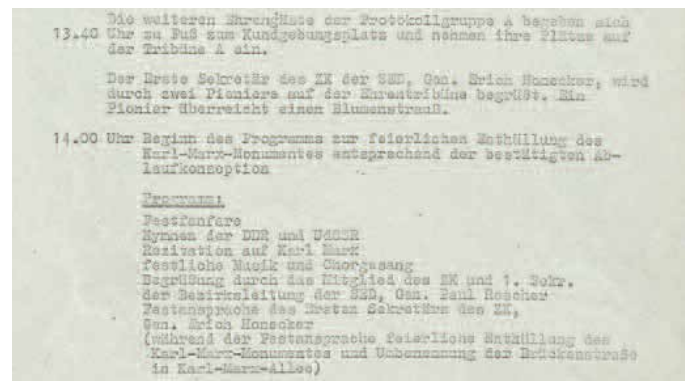 Die weiteren Ehrengäste der Protokollgruppe A begeben sich
13.40 Uhr zu Fuß zum Kundgebungsplatz und nehmen ihre Plätze auf
der Tribüne A ein.
Der Erste Sekretär des ZK der SED, Gen. Erich Honecker, wird
durch zwei Pioniere auf der Ehrentribüne begrüßt. Ein
Pionier überreicht einen Blumenstrauß.
14.00 Uhr Beginn des Programms zur feierlichen Enthüllung des
Karl-Marx-Monumentes entsprechend der bestätigten Ab-
laufkonzeption
Programm:
Festfanfare
Hymnen der DDR und UdSSR
Rezitation auf Karl Marx
festliche Musik und Chorgesang
Begrüßung durch das Mitglied des ZK und 1. Sekr.
der Bezirksleitung der SED, Gen. Paul Roscher
Festansprache des Ersten Sekretärs des ZK,
Gen. Erich Honecker
(während der Festansprache feierliche Enthüllung des
Karl-Marx-Monumentes und Umbenennung der Brückenstraße
in Karl-Marx-Allee)